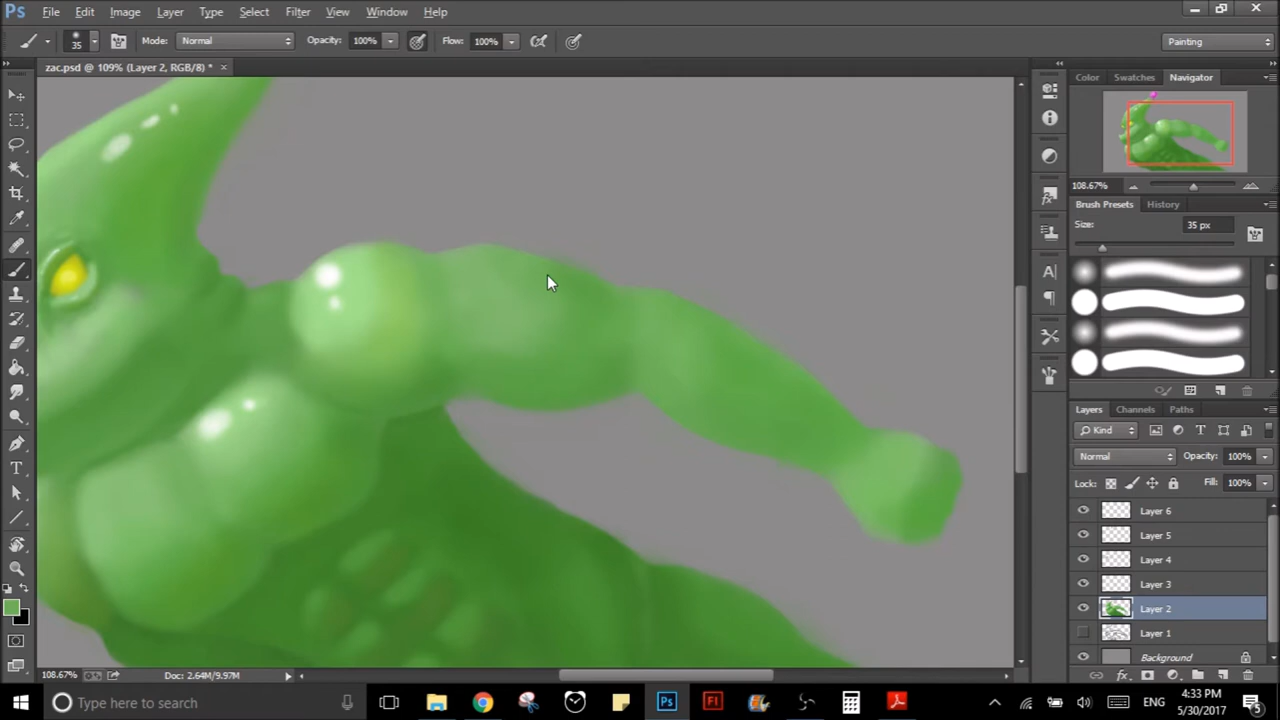 Ps File Edit Image Layer Type Select Filter View Window Help
35 Mode: Normal Opacity: 100% Flow: 100% Painting
zac.psd @ 109% (Layer 2, RGB/8) * ×
Color Swatches Navigator
108.67%
Brush Presets History
Size: 35 px
Layers Channels Paths
Kind
Normal Opacity: 100%
Lock: Fill: 100%
Layer 6
Layer 5
Layer 4
Layer 3
Layer 2
Layer 1
Background
108.67% Doc: 2.64M/9.97M
Type here to search
Ps Fl ENG 4:33 PM
5/30/2017 5